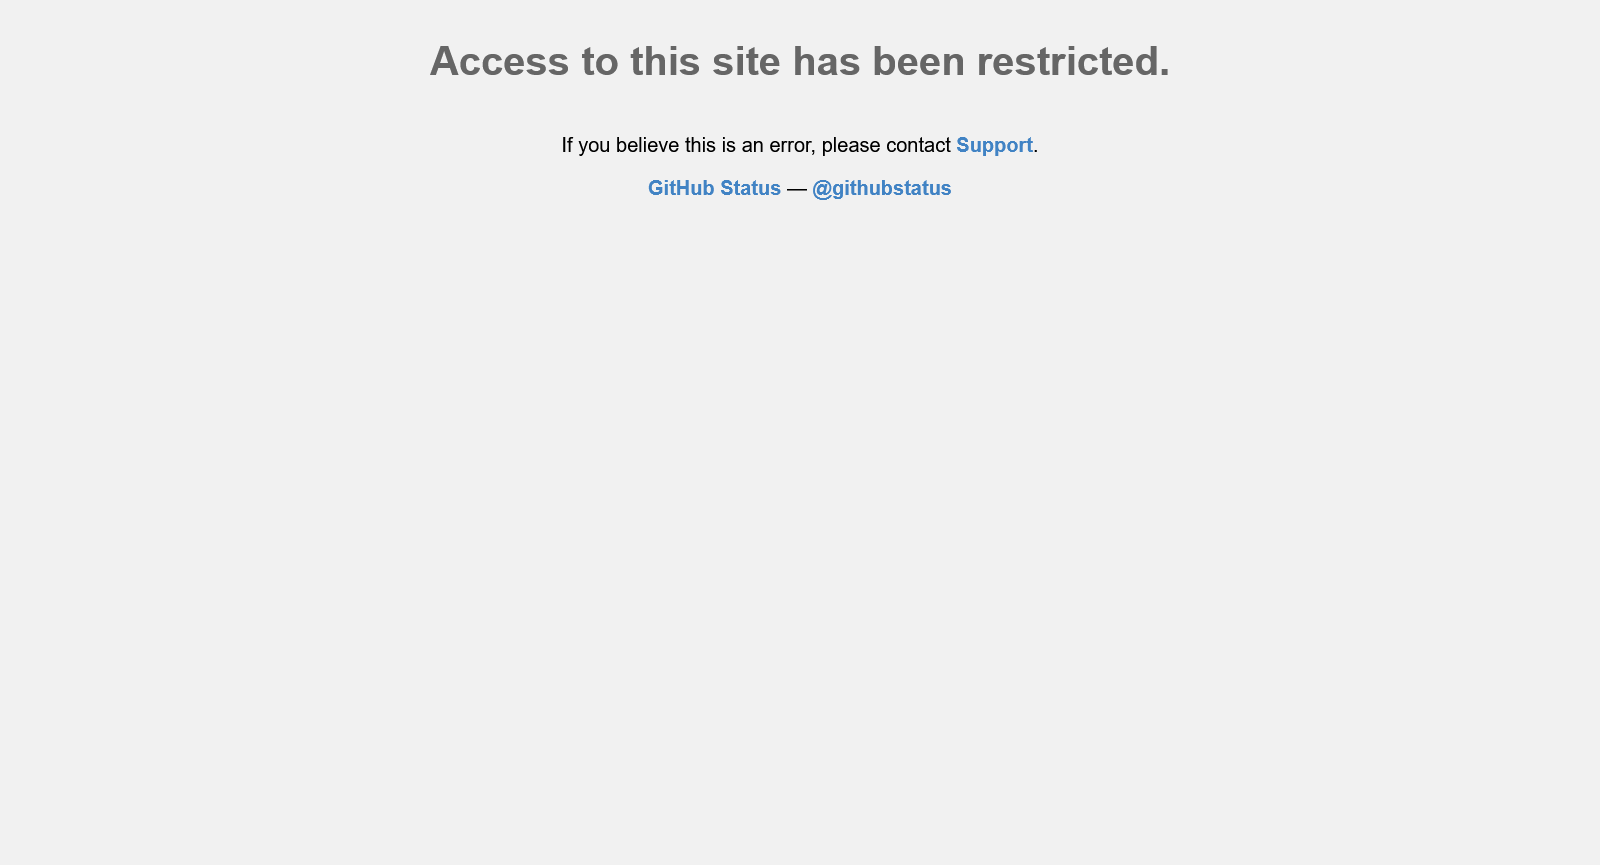 Access to this site has been restricted.
If you believe this is an error, please contact Support.
GitHub Status — @githubstatus